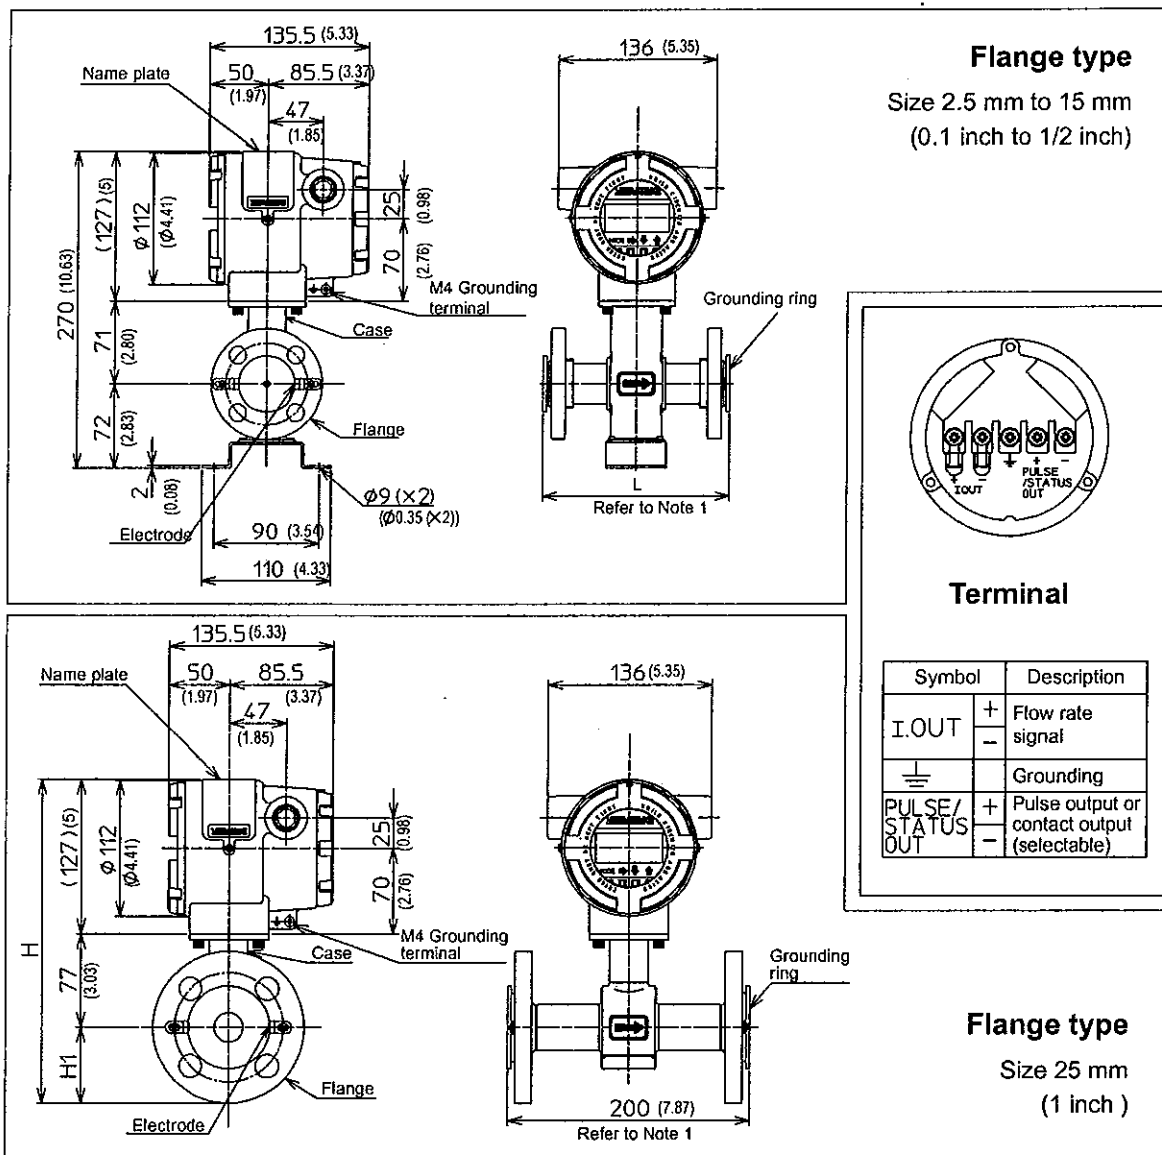 135.5 (5.33)
Name plate
50
(1.97)
85.5 (3.37)
47
(1.85)
136 (5.35)
Flange type
Size 2.5 mm to 15 mm
(0.1 inch to 1/2 inch)
270 (10.63)
(127) (5)
Ø112
(Ø4.41)
25
(0.98)
70
(2.76)
M4 Grounding
terminal
Case
71
(2.80)
72
(2.83)
Flange
2
(0.08)
Ø9 (×2)
(Ø0.35 (×2))
Electrode
90 (3.54)
110 (4.33)
Grounding ring
L
Refer to Note 1
+ −
I.OUT
+ −
PULSE
/STATUS
OUT
Terminal
Symbol Description
I.OUT + Flow rate
− signal
Grounding
PULSE/ + Pulse output or
STATUS contact output
OUT − (selectable)
135.5 (5.33)
Name plate
50
(1.97)
85.5
(3.37)
47
(1.85)
136 (5.35)
H
(127) (5)
Ø112
(Ø4.41)
25
(0.98)
70
(2.76)
M4 Grounding
terminal
Case
77
(3.03)
H1
Flange
Electrode
Grounding
ring
200 (7.87)
Refer to Note 1
Flange type
Size 25 mm
(1 inch )